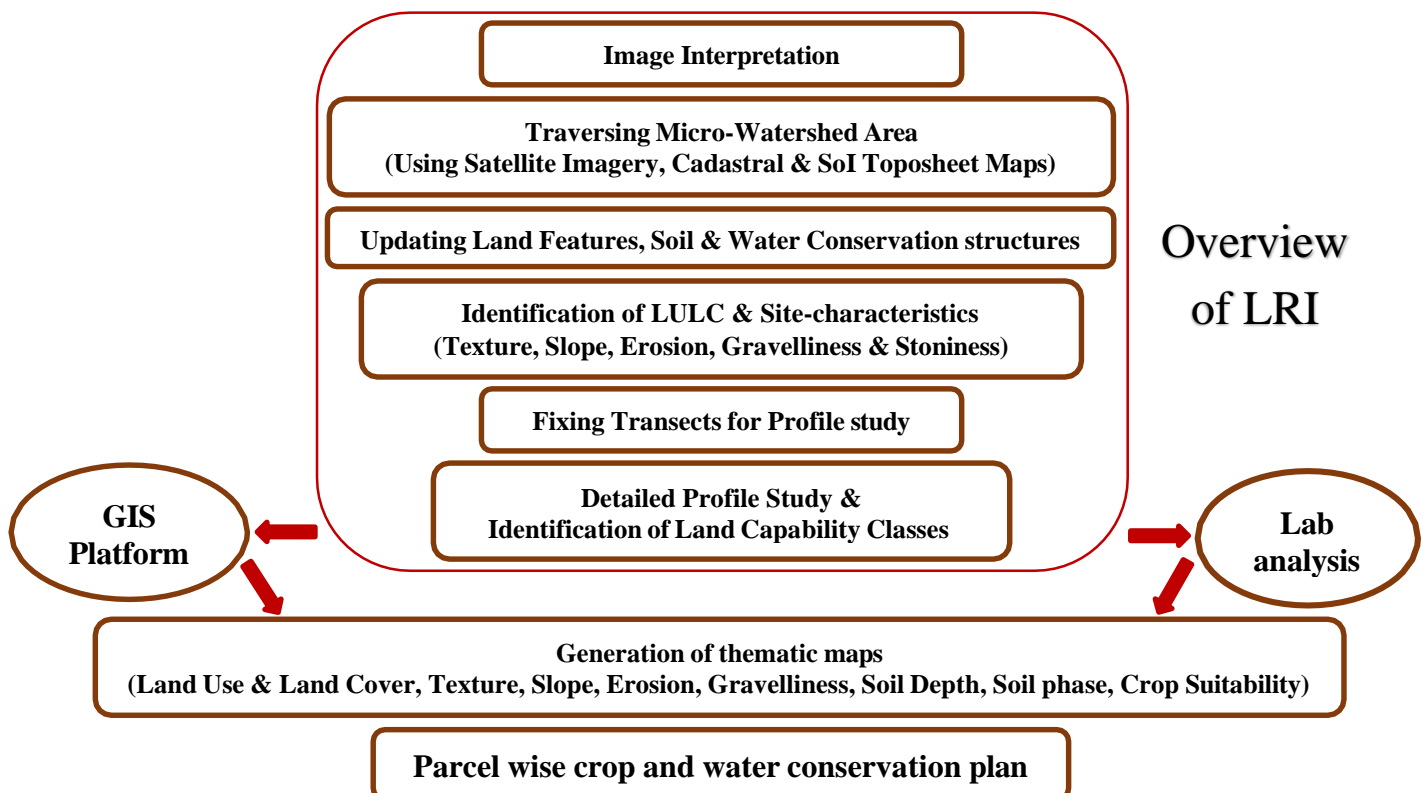 Image Interpretation
Traversing Micro-Watershed Area
(Using Satellite Imagery, Cadastral & SoI Toposheet Maps)
Updating Land Features, Soil & Water Conservation structures
Overview
of LRI
Identification of LULC & Site-characteristics
(Texture, Slope, Erosion, Gravelliness & Stoniness)
Fixing Transects for Profile study
Detailed Profile Study &
Identification of Land Capability Classes
GIS
Platform
Lab
analysis
Generation of thematic maps
(Land Use & Land Cover, Texture, Slope, Erosion, Gravelliness, Soil Depth, Soil phase, Crop Suitability)
Parcel wise crop and water conservation plan